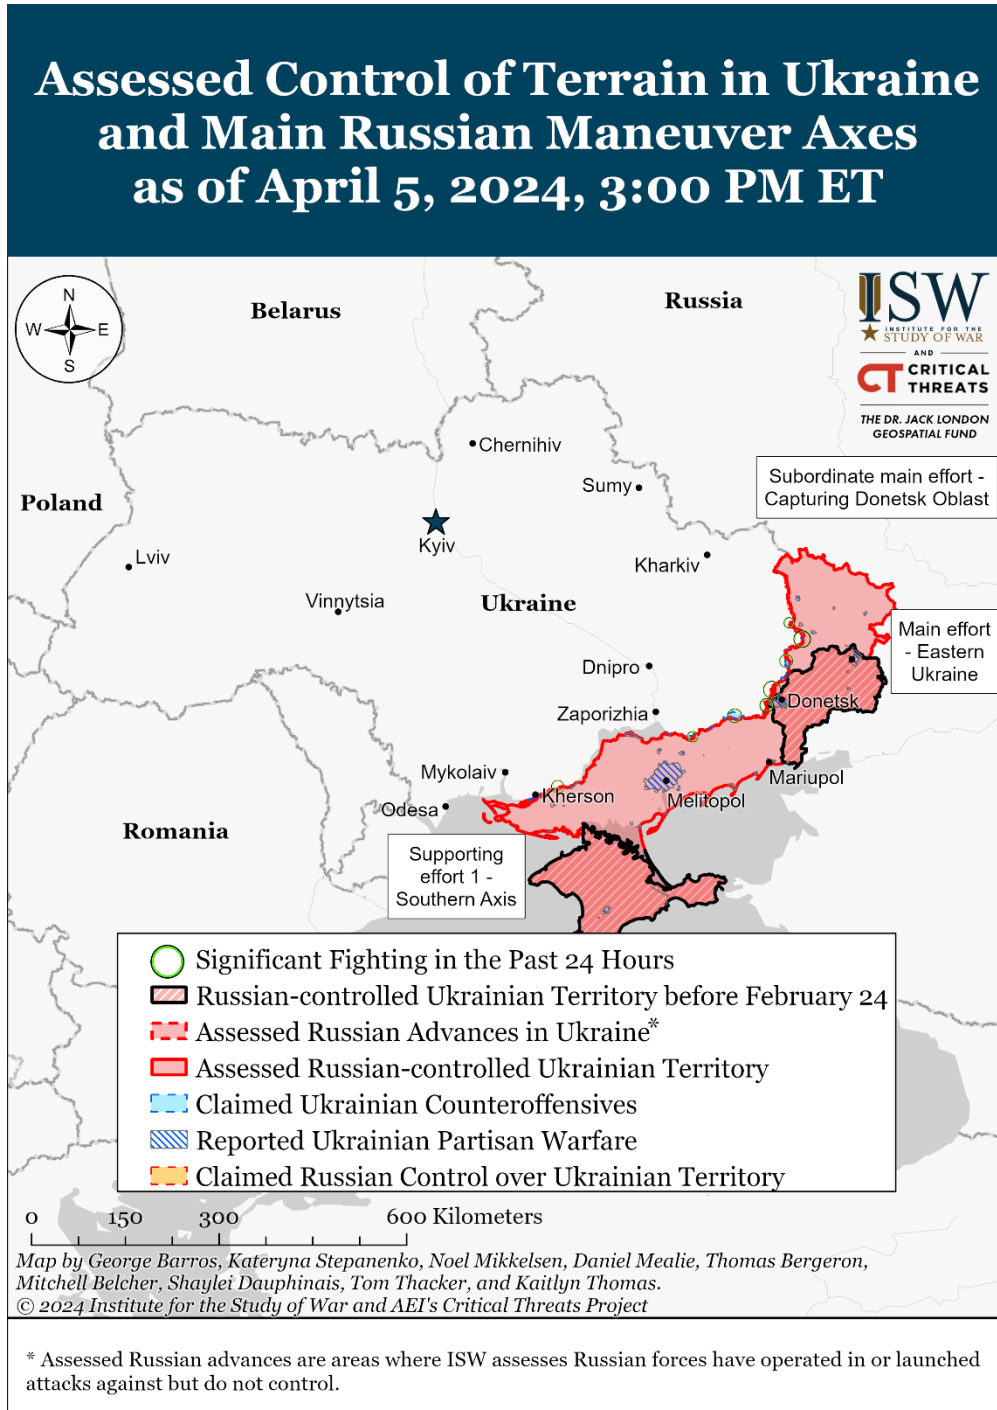 Assessed Control of Terrain in Ukraine
and Main Russian Maneuver Axes
as of April 5, 2024, 3:00 PM ET
N
W
E
S
Belarus
Russia
ISW
INSTITUTE FOR THE
STUDY OF WAR
AND
CT CRITICAL
THREATS
THE DR. JACK LONDON
GEOSPATIAL FUND
Chernihiv
Subordinate main effort -
Capturing Donetsk Oblast
Sumy
Poland
Kyiv
Lviv
Kharkiv
Vinnytsia
Ukraine
Main effort
- Eastern
Ukraine
Dnipro
Donetsk
Zaporizhia
Mykolaiv
Mariupol
Kherson
Melitopol
Odesa
Romania
Supporting
effort 1 -
Southern Axis
Significant Fighting in the Past 24 Hours
Russian-controlled Ukrainian Territory before February 24
Assessed Russian Advances in Ukraine*
Assessed Russian-controlled Ukrainian Territory
Claimed Ukrainian Counteroffensives
Reported Ukrainian Partisan Warfare
Claimed Russian Control over Ukrainian Territory
0 150 300 600 Kilometers
Map by George Barros, Kateryna Stepanenko, Noel Mikkelsen, Daniel Mealie, Thomas Bergeron,
Mitchell Belcher, Shaylei Dauphinais, Tom Thacker, and Kaitlyn Thomas.
© 2024 Institute for the Study of War and AEI's Critical Threats Project
* Assessed Russian advances are areas where ISW assesses Russian forces have operated in or launched
attacks against but do not control.